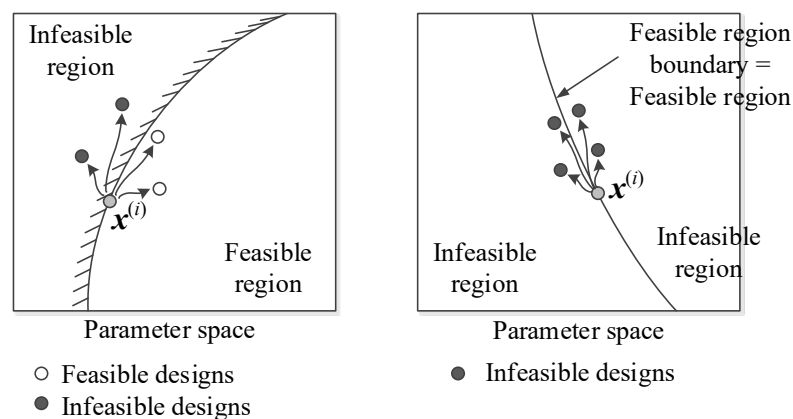 Infeasible
region
x^(i)
Feasible
region
Parameter space
Feasible designs
Infeasible designs
Feasible region
boundary =
Feasible region
x^(i)
Infeasible
region
Infeasible
region
Parameter space
Infeasible designs